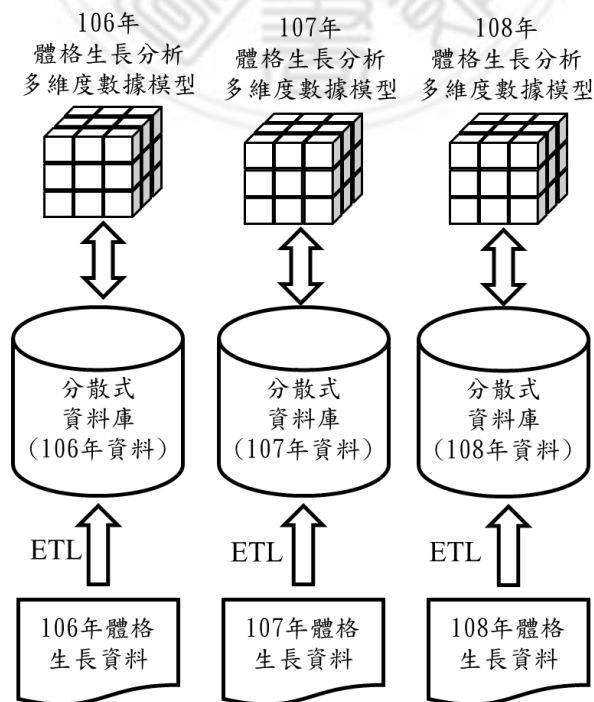 106年
體格生長分析
多維度數據模型
107年
體格生長分析
多維度數據模型
108年
體格生長分析
多維度數據模型
分散式
資料庫
(106年資料)
分散式
資料庫
(107年資料)
分散式
資料庫
(108年資料)
ETL
ETL
ETL
106年體格
生長資料
107年體格
生長資料
108年體格
生長資料